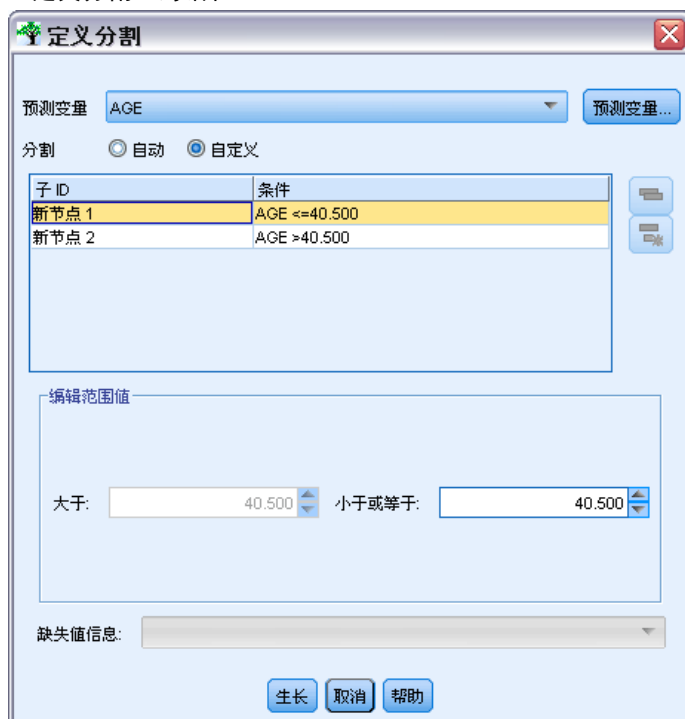 定义分割
预测变量 AGE 预测变量...
分割 自动 自定义
子 ID 条件
新节点 1 AGE <=40.500
新节点 2 AGE >40.500
编辑范围值
大于: 40.500 小于或等于: 40.500
缺失值信息:
生长 取消 帮助